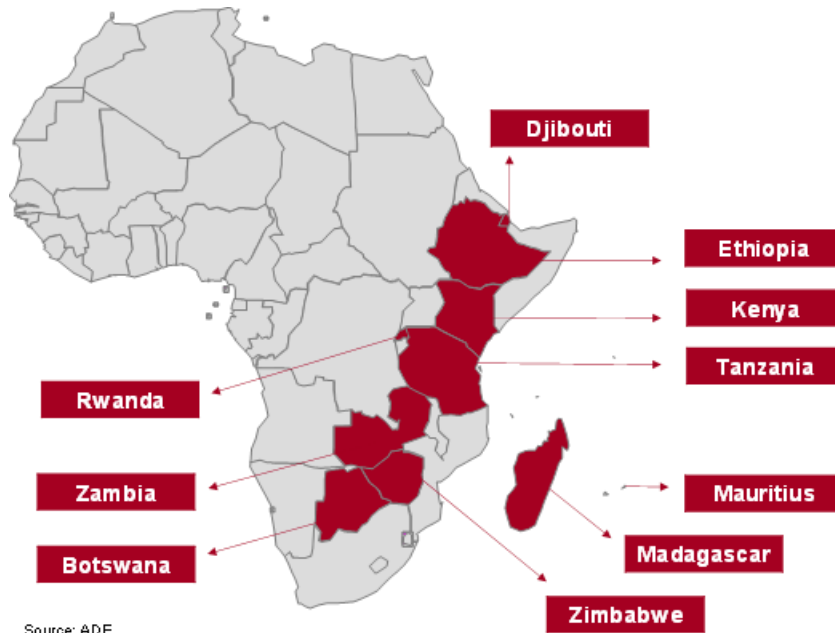 Djibouti
Ethiopia
Kenya
Tanzania
Rwanda
Zambia
Mauritius
Botswana
Madagascar
Zimbabwe
Source: ADE